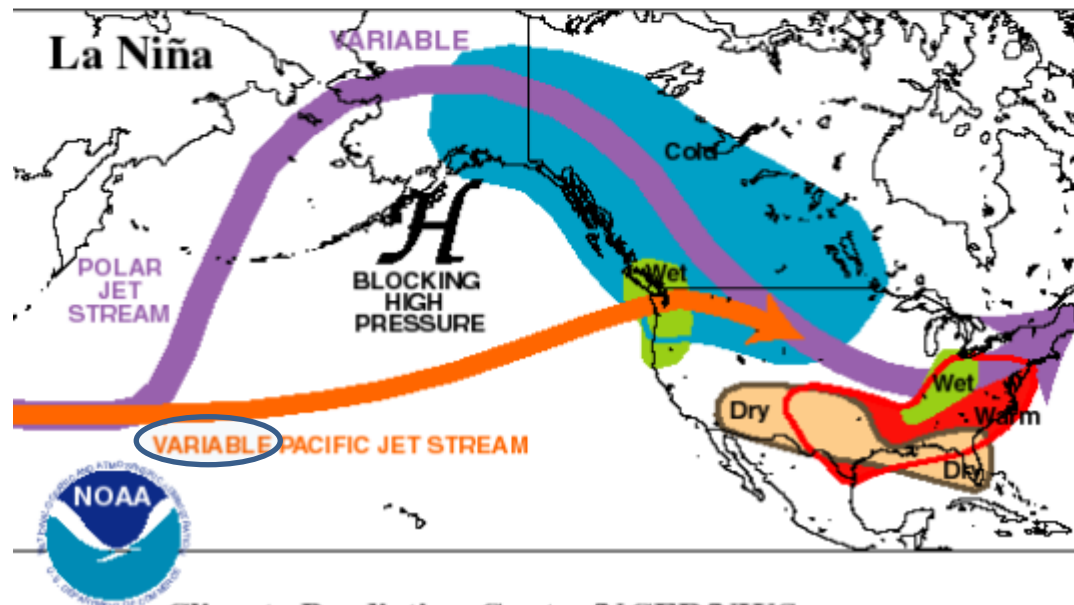 La Niña
VARIABLE
Cold
H
POLAR
JET
STREAM
BLOCKING
HIGH
PRESSURE
Wet
Dry
Wet
Warm
Dry
VARIABLE PACIFIC JET STREAM
NOAA